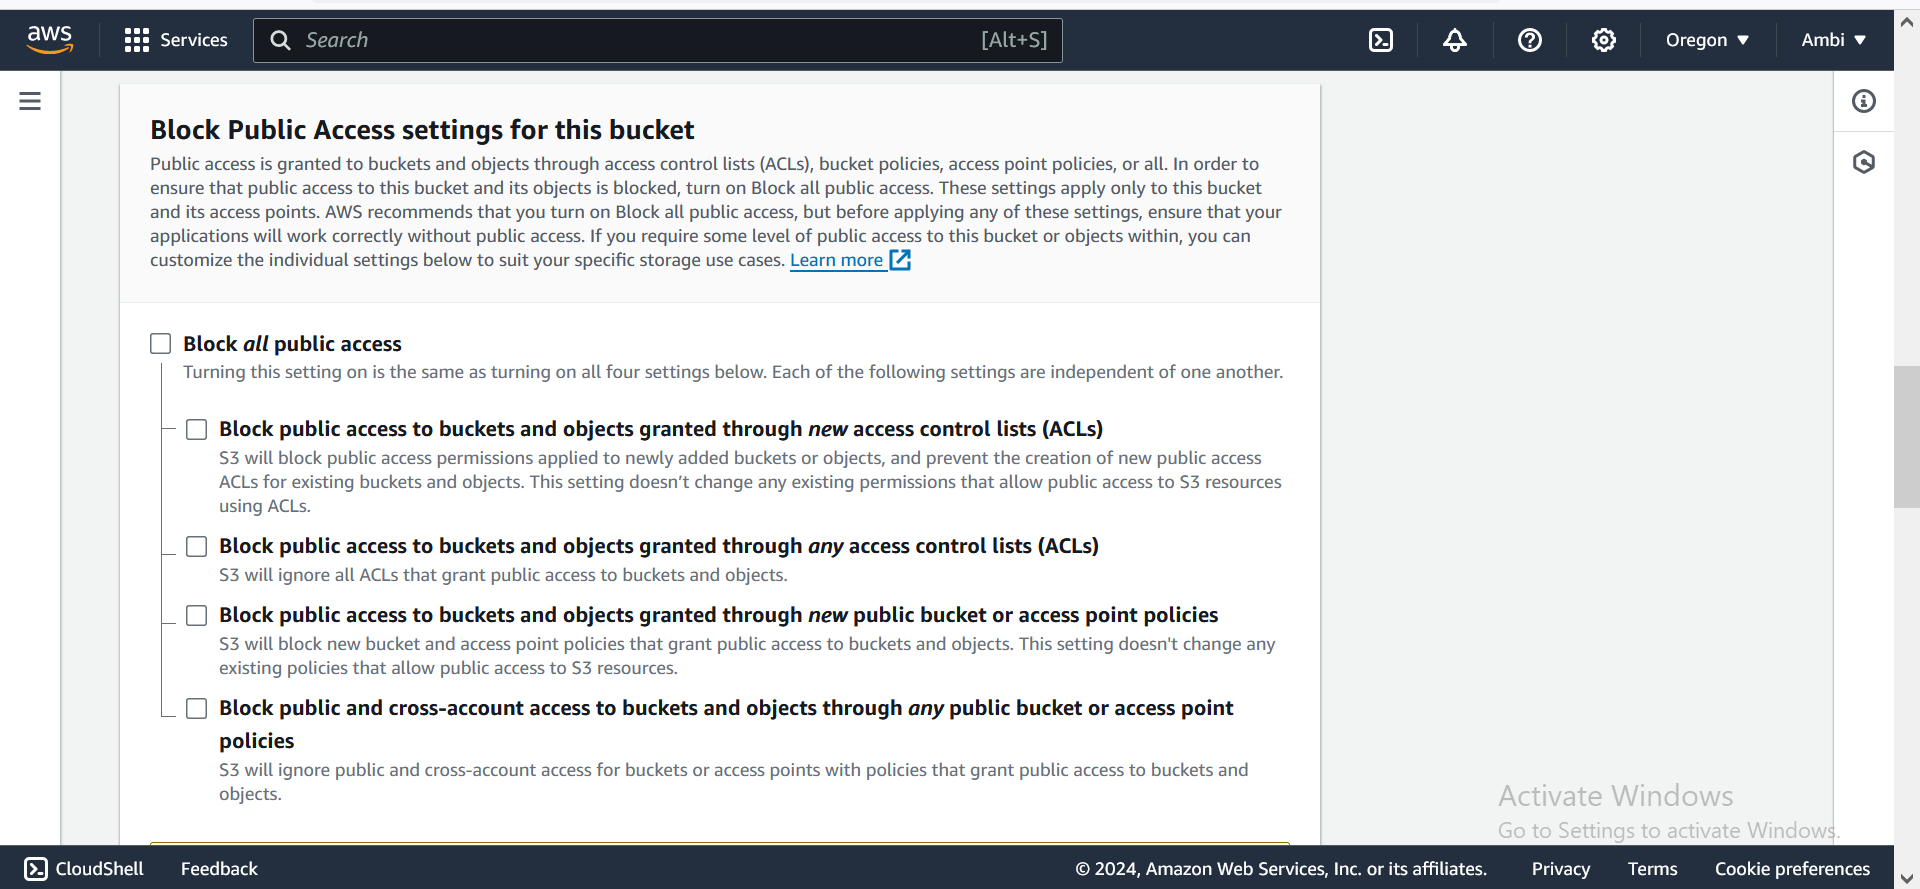 aws
Services
Search
[Alt+S]
Oregon
Ambi
Block Public Access settings for this bucket
Public access is granted to buckets and objects through access control lists (ACLs), bucket policies, access point policies, or all. In order to
ensure that public access to this bucket and its objects is blocked, turn on Block all public access. These settings apply only to this bucket
and its access points. AWS recommends that you turn on Block all public access, but before applying any of these settings, ensure that your
applications will work correctly without public access. If you require some level of public access to this bucket or objects within, you can
customize the individual settings below to suit your specific storage use cases. Learn more
Block all public access
Turning this setting on is the same as turning on all four settings below. Each of the following settings are independent of one another.
Block public access to buckets and objects granted through new access control lists (ACLs)
S3 will block public access permissions applied to newly added buckets or objects, and prevent the creation of new public access
ACLs for existing buckets and objects. This setting doesn’t change any existing permissions that allow public access to S3 resources
using ACLs.
Block public access to buckets and objects granted through any access control lists (ACLs)
S3 will ignore all ACLs that grant public access to buckets and objects.
Block public access to buckets and objects granted through new public bucket or access point policies
S3 will block new bucket and access point policies that grant public access to buckets and objects. This setting doesn't change any
existing policies that allow public access to S3 resources.
Block public and cross-account access to buckets and objects through any public bucket or access point
policies
S3 will ignore public and cross-account access for buckets or access points with policies that grant public access to buckets and
objects.
Activate Windows
Go to Settings to activate Windows.
CloudShell
Feedback
© 2024, Amazon Web Services, Inc. or its affiliates.
Privacy
Terms
Cookie preferences